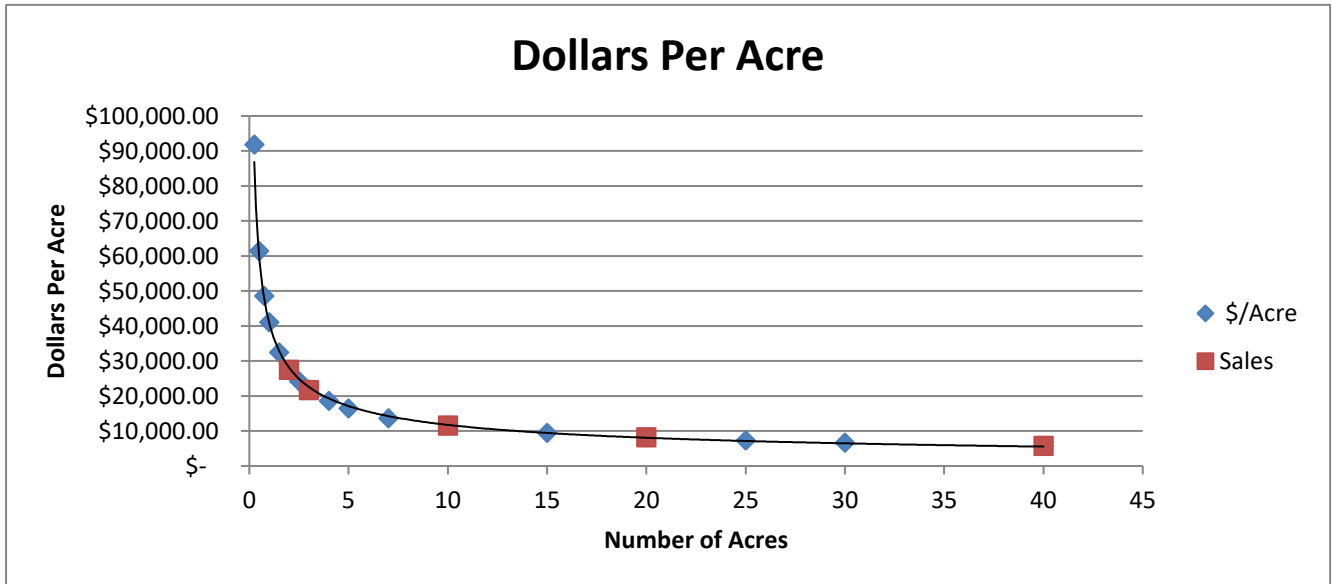 Dollars Per Acre
$100,000.00
$90,000.00
$80,000.00
$70,000.00
$60,000.00
$50,000.00
$40,000.00
$30,000.00
$20,000.00
$10,000.00
$-
Dollars Per Acre
0 5 10 15 20 25 30 35 40 45
Number of Acres
$/Acre
Sales